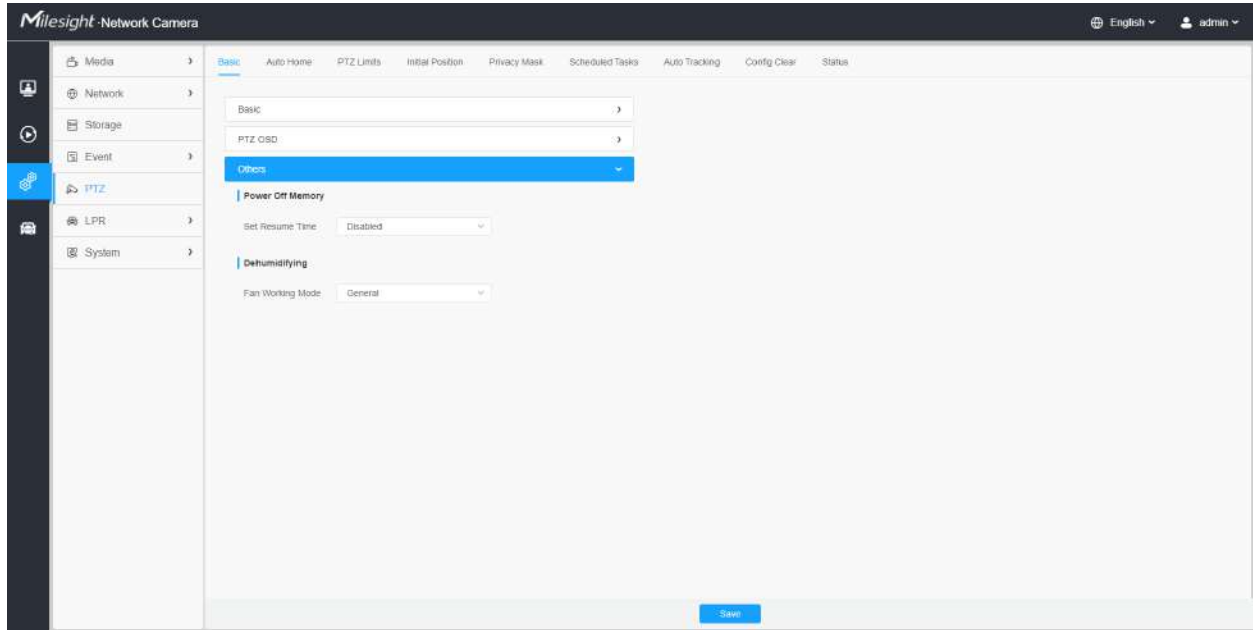 Milesight Network Camera
English
admin
Media
Network
Storage
Event
PTZ
LPR
System
Basic Auto Home PTZ Limits Initial Position Privacy Mask Scheduled Tasks Auto Tracking Config Clear Status
Basic
PTZ OSD
Others
Power Off Memory
Set Resume Time Disabled
Dehumidifying
Fan Working Mode General
Save